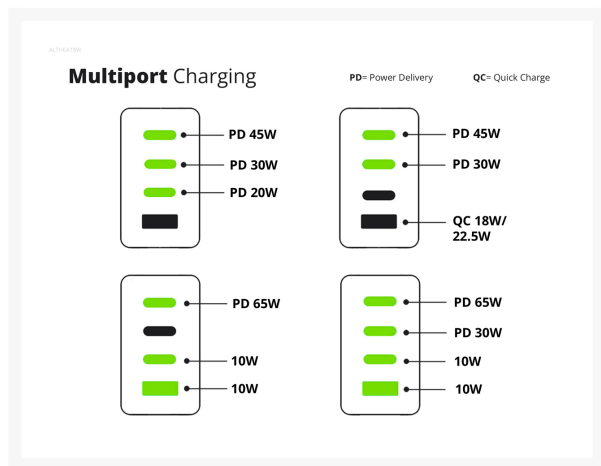 ALTHEATAW
Multiport Charging
PD= Power Delivery
QC= Quick Charge
PD 45W
PD 30W
PD 20W
PD 45W
PD 30W
QC 18W/
22.5W
PD 65W
10W
10W
PD 65W
PD 30W
10W
10W